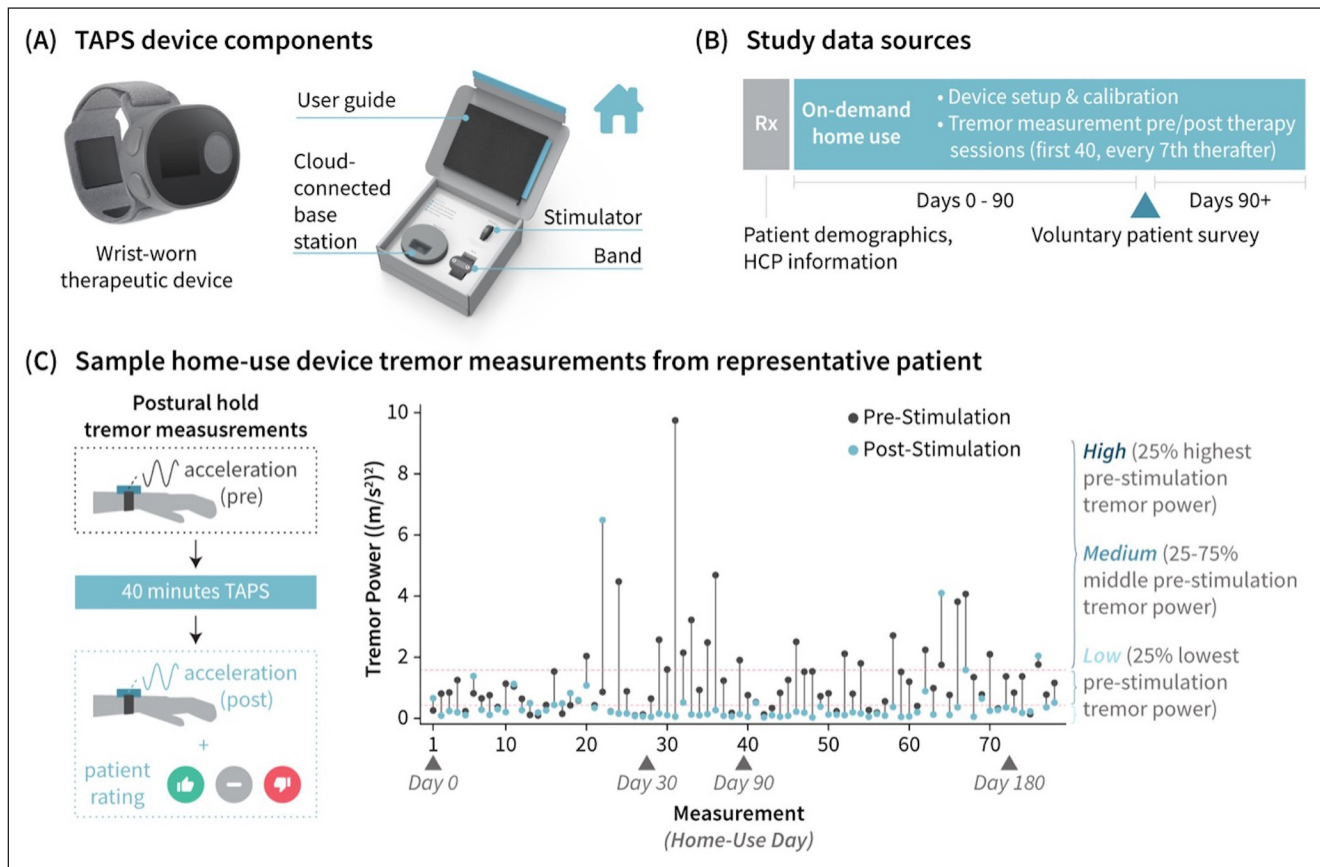 (A) TAPS device components
User guide
Cloud-
connected
base
station
Stimulator
Band
Wrist-worn
therapeutic device
(B) Study data sources
Rx
On-demand
home use
• Device setup & calibration
• Tremor measurement pre/post therapy
sessions (first 40, every 7th therafter)
Days 0 - 90
Days 90+
Patient demographics,
HCP information
Voluntary patient survey
(C) Sample home-use device tremor measurements from representative patient
Postural hold
tremor measusrements
acceleration
(pre)
40 minutes TAPS
acceleration
(post)
+
patient
rating
Tremor Power ((m/s²)²)
10
8
6
4
2
0
Pre-Stimulation
Post-Stimulation
1 10 20 30 40 50 60 70
Day 0 Day 30 Day 90 Day 180
Measurement
(Home-Use Day)
High (25% highest
pre-stimulation
tremor power)
Medium (25-75%
middle pre-stimulation
tremor power)
Low (25% lowest
pre-stimulation
tremor power)